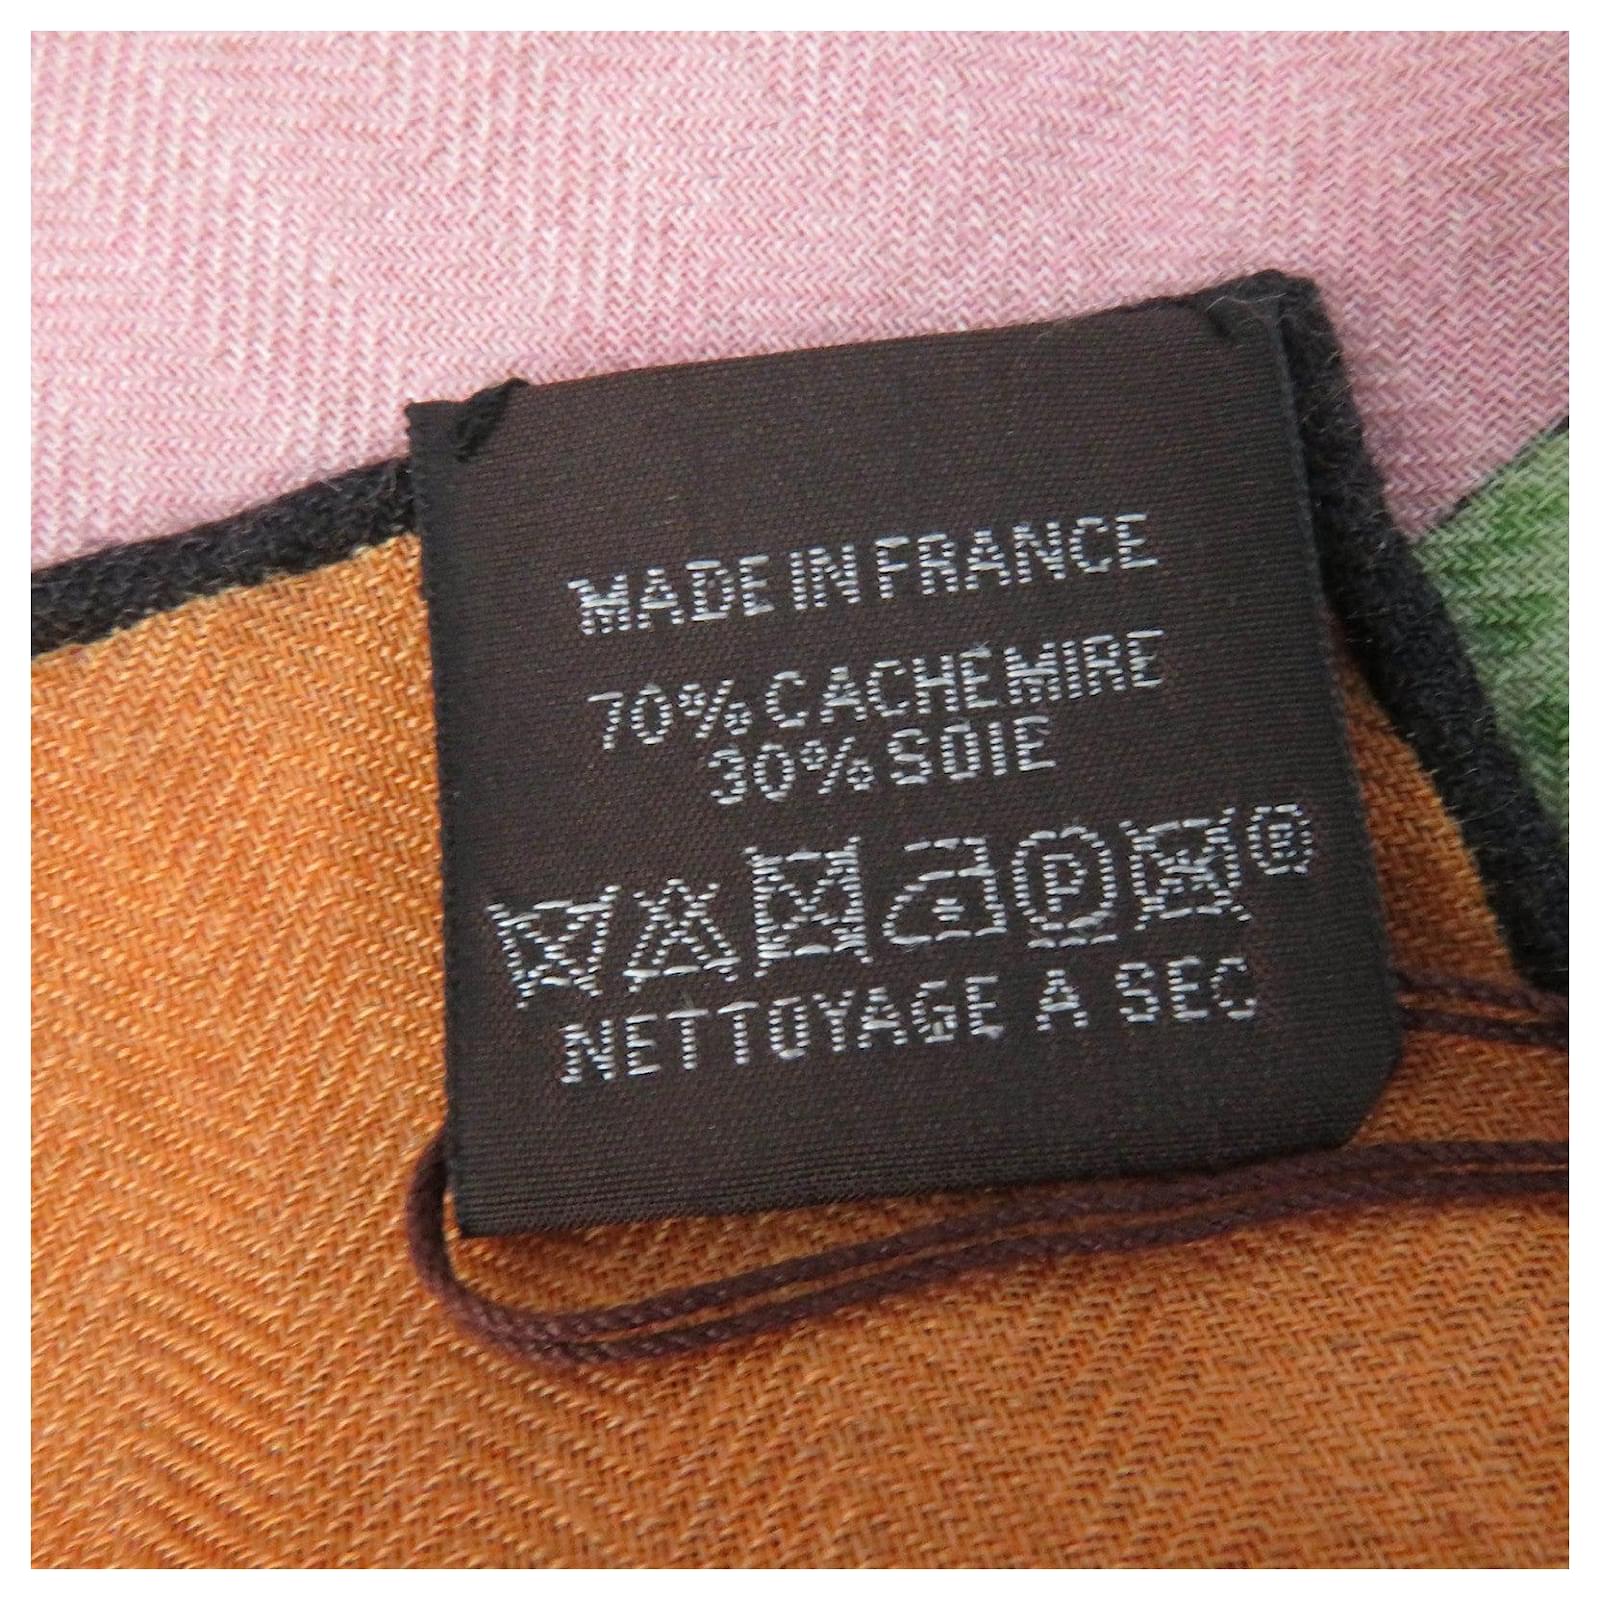 MADE IN FRANCE
70% CACHEMIRE
30% SOIE
P ®
NETTOYAGE A SEC